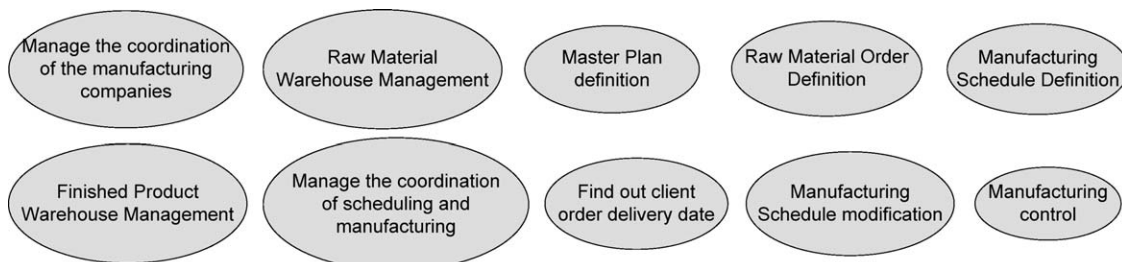 Manage the coordination
of the manufacturing
companies
Raw Material
Warehouse Management
Master Plan
definition
Raw Material Order
Definition
Manufacturing
Schedule Definition
Finished Product
Warehouse Management
Manage the coordination
of scheduling and
manufacturing
Find out client
order delivery date
Manufacturing
Schedule modification
Manufacturing
control